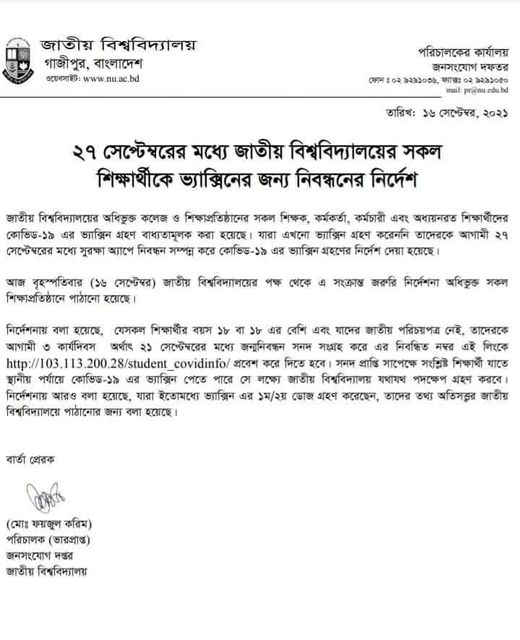 জাতীয় বিশ্ববিদ্যালয়
গাজীপুর, বাংলাদেশ
ওয়েবসাইট: www.nu.ac.bd
পরিচালকের কার্যালয়
জনসংযোগ দফতর
ফোন : ০২ ৯২৯১০৩৬, ফ্যাক্সঃ ০২ ৯২৯১০৫০
mail: pr@nu.edu.bd
তারিখ: ১৬ সেপ্টেম্বর, ২০২১
২৭ সেপ্টেম্বরের মধ্যে জাতীয় বিশ্ববিদ্যালয়ের সকল
শিক্ষার্থীকে ভ্যাক্সিনের জন্য নিবন্ধনের নির্দেশ
জাতীয় বিশ্ববিদ্যালয়ের অধিভুক্ত কলেজ ও শিক্ষাপ্রতিষ্ঠানের সকল শিক্ষক, কর্মকর্তা, কর্মচারী এবং অধ্যয়নরত শিক্ষার্থীদের
কোভিড-১৯ এর ভ্যাক্সিন গ্রহণ বাধ্যতামূলক করা হয়েছে। যারা এখনো ভ্যাক্সিন গ্রহণ করেননি তাদেরকে আগামী ২৭
সেপ্টেম্বরের মধ্যে সুরক্ষা অ্যাপে নিবন্ধন সম্পন্ন করে কোভিড-১৯ এর ভ্যাক্সিন গ্রহণের নির্দেশ দেয়া হয়েছে।
আজ বৃহস্পতিবার (১৬ সেপ্টেম্বর) জাতীয় বিশ্ববিদ্যালয়ের পক্ষ থেকে এ সংক্রান্ত জরুরি নির্দেশনা অধিভুক্ত সকল
শিক্ষাপ্রতিষ্ঠানে পাঠানো হয়েছে।
নির্দেশনায় বলা হয়েছে, যেসকল শিক্ষার্থীর বয়স ১৮ বা ১৮ এর বেশি এবং যাদের জাতীয় পরিচয়পত্র নেই, তাদেরকে
আগামী ৩ কার্যদিবস অর্থাৎ ২১ সেপ্টেম্বরের মধ্যে জন্মনিবন্ধন সনদ সংগ্রহ করে এর নিবন্ধিত নম্বর এই লিংকে
http://103.113.200.28/student_covidinfo/ প্রবেশ করে দিতে হবে। সনদ প্রাপ্তি সাপেক্ষে সংশ্লিষ্ট শিক্ষার্থী যাতে
স্থানীয় পর্যায়ে কোভিড-১৯ এর ভ্যাক্সিন পেতে পারে সে লক্ষ্যে জাতীয় বিশ্ববিদ্যালয় যথাযথ পদক্ষেপ গ্রহণ করবে।
নির্দেশনায় আরও বলা হয়েছে, যারা ইতোমধ্যে ভ্যাক্সিন এর ১ম/২য় ডোজ গ্রহণ করেছেন, তাদের তথ্য অতিসত্ত্বর জাতীয়
বিশ্ববিদ্যালয়ে পাঠানোর জন্য বলা হয়েছে।
বার্তা প্রেরক
(মোঃ ফয়জুল করিম)
পরিচালক (ভারপ্রাপ্ত)
জনসংযোগ দপ্তর
জাতীয় বিশ্ববিদ্যালয়